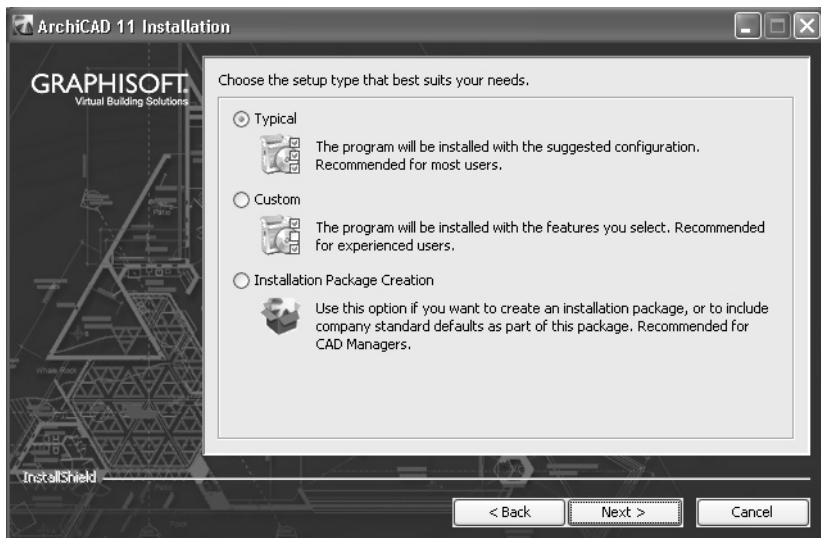 ArchiCAD 11 Installation
GRAPHISOFT.
Virtual Building Solutions
Choose the setup type that best suits your needs.
Typical
The program will be installed with the suggested configuration.
Recommended for most users.
Custom
The program will be installed with the features you select. Recommended
for experienced users.
Installation Package Creation
Use this option if you want to create an installation package, or to include
company standard defaults as part of this package. Recommended for
CAD Managers.
Patio
Whale Rock
InstallShield
< Back
Next >
Cancel